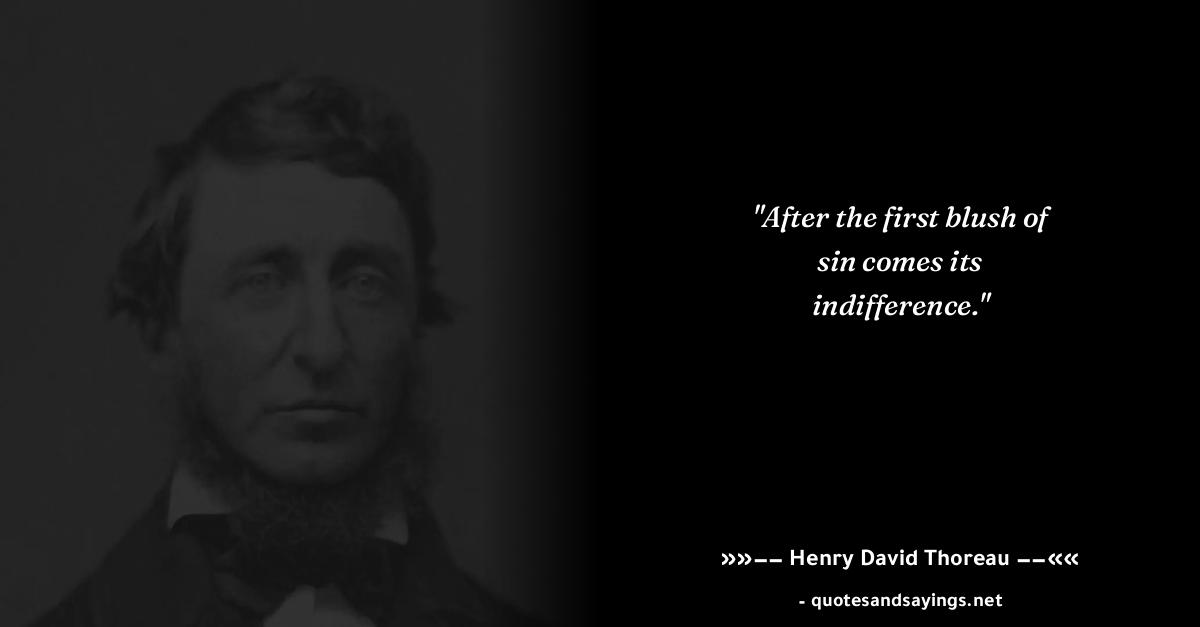 "After the first blush of
sin comes its
indifference."
»»–– Henry David Thoreau ––««
- quotesandsayings.net